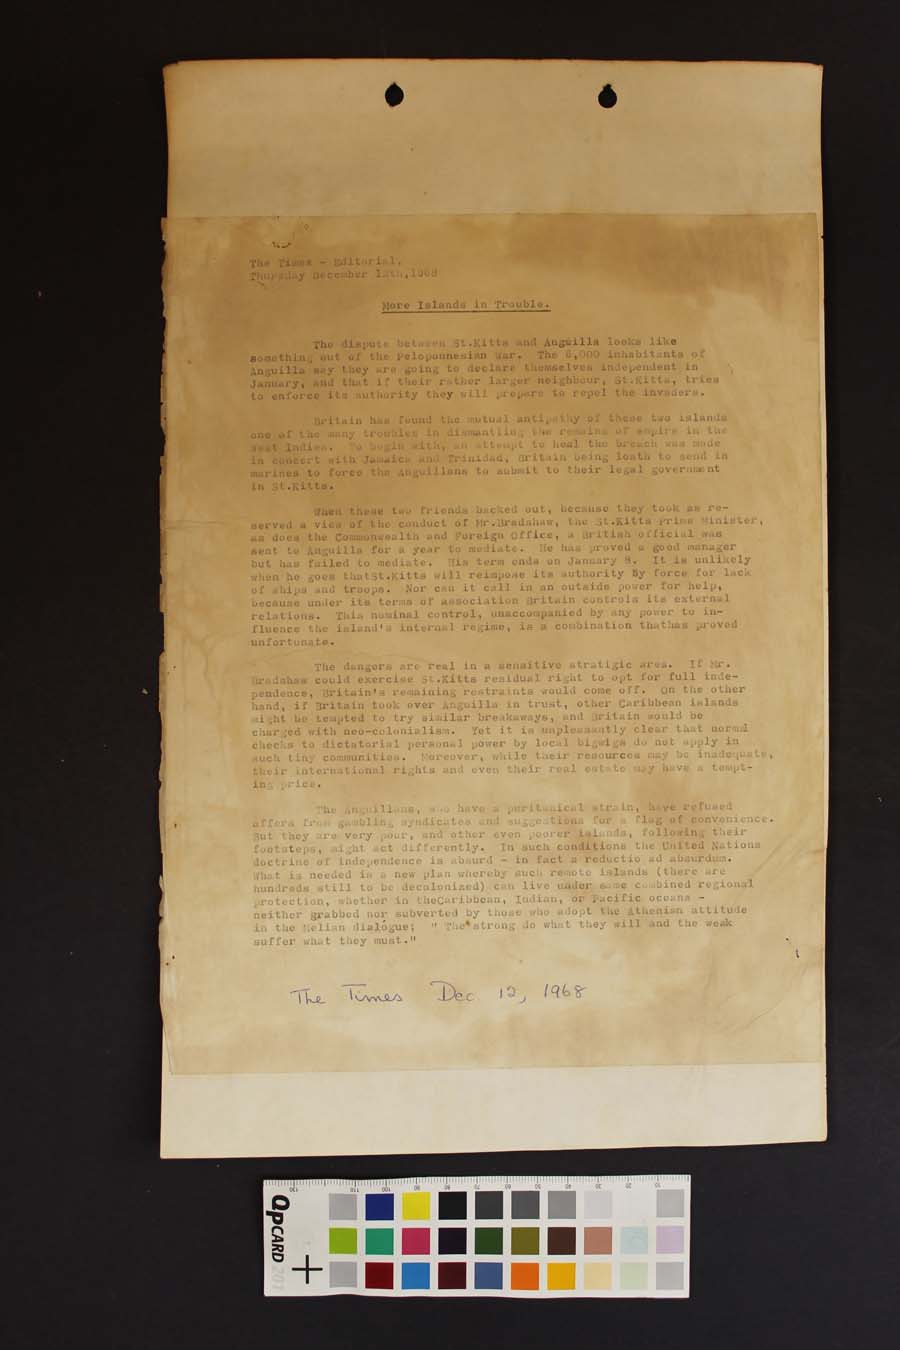 The Times - Editorial,
Thursday December 12th,1968
More Islands in Trouble.
The dispute between St.Kitts and Anguilla looks like
something out of the Peloponnesian War. The 6,000 inhabitants of
Anguilla say they are going to declare themselves independent in
January, and that if their rather larger neighbour, St.Kitts, tries
to enforce its authority they will prepare to repel the invaders.
Britain has found the mutual antipathy of these two islands
one of the many troubles in dismantling the remains of empire in the
West Indies. To begin with, an attempt to heal the breach was made
in concert with Jamaica and Trinidad, Britain being loath to send in
marines to force the Anguillans to submit to their legal government
in St.Kitts.
When these two friends backed out, because they took as re-
served a view of the conduct of Mr.Bradshaw, the St.Kitts Prime Minister,
as does the Commonwealth and Foreign Office, a British official was
sent to Anguilla for a year to mediate. He has proved a good manager
but has failed to mediate. His term ends on January 8. It is unlikely
when he goes thatSt.Kitts will reimpose its authority By force for lack
of ships and troops. Nor can it call in an outside power for help,
because under its terms of association Britain controls its external
relations. This nominal control, unaccompanied by any power to in-
fluence the island's internal regime, is a combination thathas proved
unfortunate.
The dangers are real in a sensitive stratigic area. If Mr.
Bradshaw could exercise St.Kitts residual right to opt for full inde-
pendence, Britain's remaining restraints would come off. On the other
hand, if Britain took over Anguilla in trust, other Caribbean islands
might be tempted to try similar breakaways, and Britain would be
charged with neo-colonialism. Yet it is unpleasantly clear that normal
checks to dictatorial personal power by local bigwigs do not apply in
such tiny communities. Moreover, while their resources may be inadequate,
their international rights and even their real estate may have a tempt-
ing price.
The Anguillans, who have a puritanical strain, have refused
offers from gambling syndicates and suggestions for a flag of convenience.
But they are very poor, and other even poorer islands, following their
footsteps, might act differently. In such conditions the United Nations
doctrine of independence is absurd - in fact a reductio ad absurdum.
What is needed is a new plan whereby such remote islands (there are
hundreds still to be decolonized) can live under some combined regional
protection, whether in theCaribbean, Indian, or Pacific oceans -
neither grabbed nor subverted by those who adopt the Athenian attitude
in the Melian dialogue; " The strong do what they will and the weak
suffer what they must."
The Times Dec 12, 1968
QPCARD 201